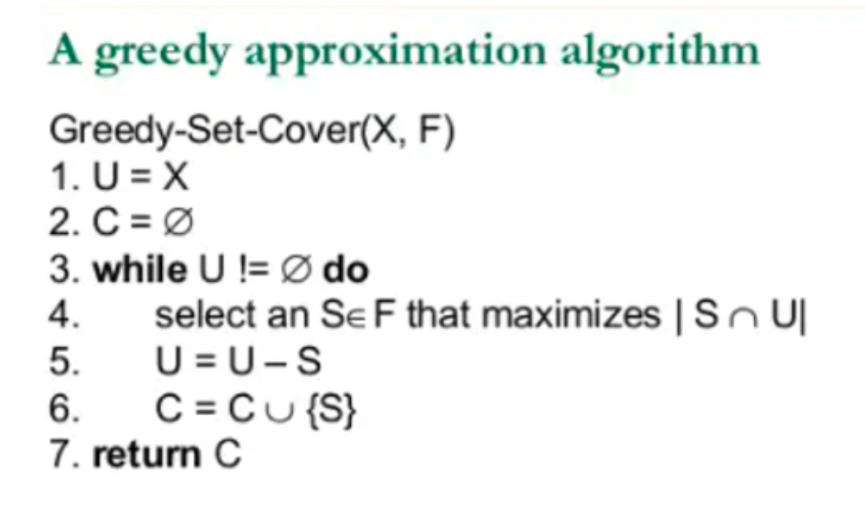 A greedy approximation algorithm
Greedy-Set-Cover(X, F)
1. U = X
2. C = ∅
3. while U != ∅ do
4. select an S∈F that maximizes | S∩U|
5. U = U – S
6. C = C∪{S}
7. return C